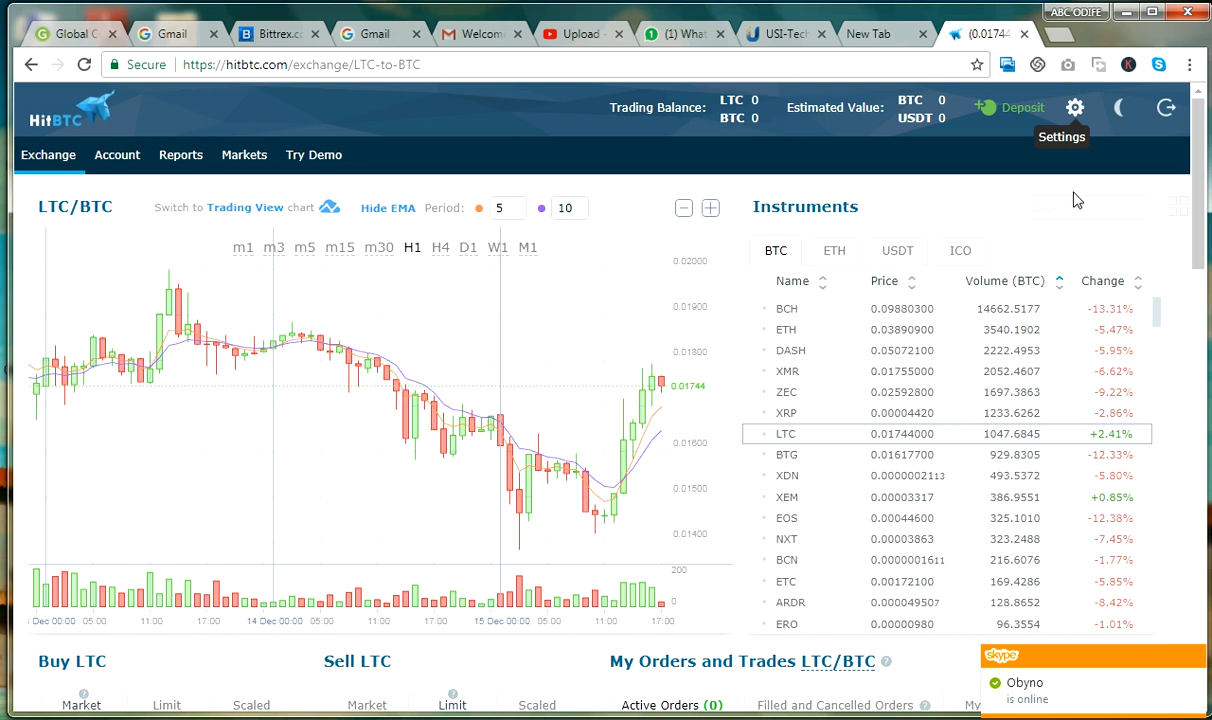 ABC ODIFE
Global C
Gmail
Bittrex.co
Gmail
Welcom
Upload -
(1) What
USI-Tech
New Tab
(0.01744
Secure
https://hitbtc.com/exchange/LTC-to-BTC
HitBTC
Trading Balance:
LTC 0
BTC 0
Estimated Value:
BTC 0
USDT 0
Deposit
Settings
Exchange
Account
Reports
Markets
Try Demo
LTC/BTC
Switch to Trading View chart
Hide EMA
Period:
5
10
m1 m3 m5 m15 m30 H1 H4 D1 W1 M1
0.02000
0.01900
0.01800
0.01744
0.01600
0.01500
0.01400
200
0
Dec 00:00 05:00 11:00 17:00 14 Dec 00:00 05:00 11:00 17:00 15 Dec 00:00 05:00 11:00 17:00
Instruments
BTC ETH USDT ICO
Name Price Volume (BTC) Change
BCH 0.09880300 14662.5177 -13.31%
ETH 0.03890900 3540.1902 -5.47%
DASH 0.05072100 2222.4953 -5.95%
XMR 0.01755000 2052.4607 -6.62%
ZEC 0.02592800 1697.3863 -9.22%
XRP 0.00004420 1233.6262 -2.86%
LTC 0.01744000 1047.6845 +2.41%
BTG 0.01617700 929.8305 -12.33%
XDN 0.0000002113 493.5372 -5.80%
XEM 0.00003317 386.9551 +0.85%
EOS 0.00044600 325.1010 -12.38%
NXT 0.00003863 323.2488 -7.45%
BCN 0.0000001611 216.6076 -1.77%
ETC 0.00172100 169.4286 -5.85%
ARDR 0.000049507 128.8652 -8.42%
ERO 0.00000980 96.3554 -1.01%
Buy LTC
Market
Limit
Scaled
Sell LTC
Market
Limit
Scaled
My Orders and Trades LTC/BTC
Active Orders (0)
Filled and Cancelled Orders
My
skype
Obyno
is online